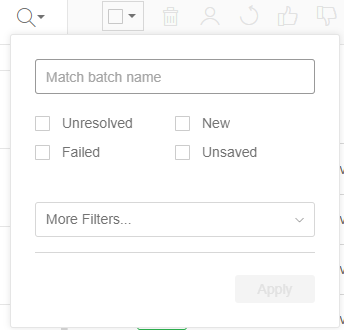 Match batch name
Unresolved New
Failed Unsaved
More Filters...
Apply